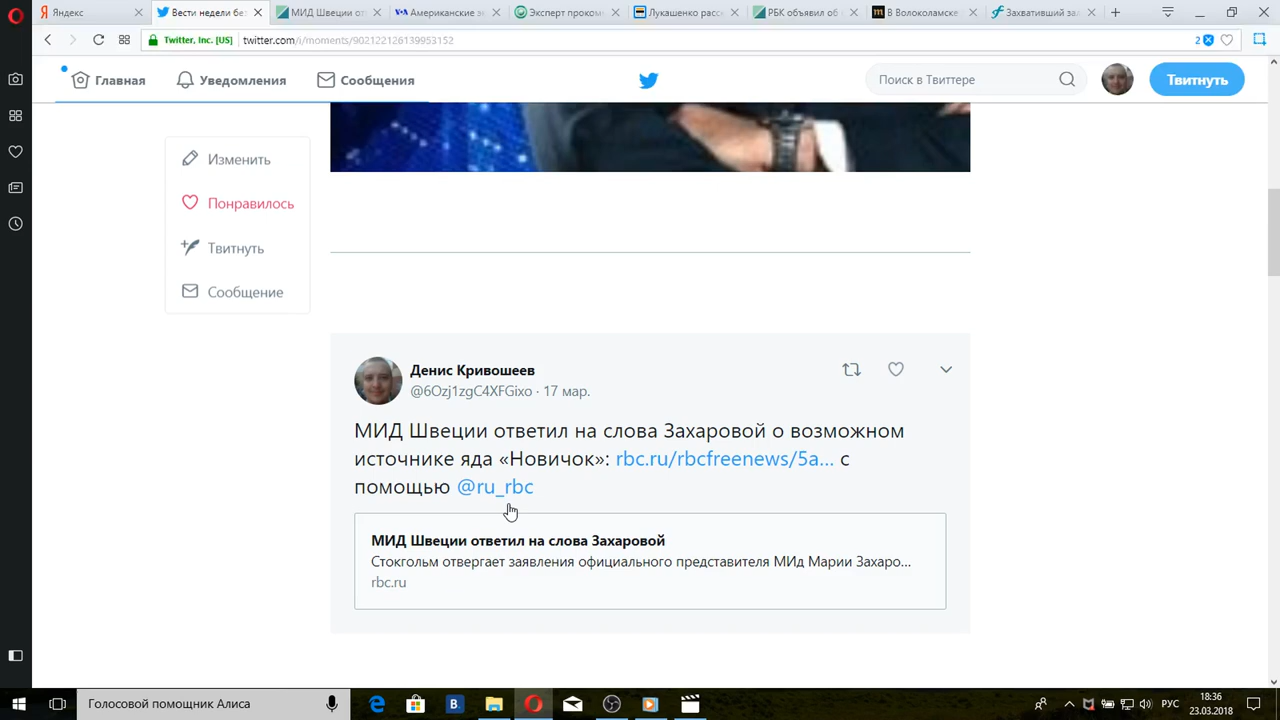 Яндекс
Вести недели без
МИД Швеции от
Американские эк
Эксперт проком
Лукашенко расс
РБК объявил об
В Волоколамске
Захвативший за
Twitter, Inc. [US]
twitter.com/i/moments/902122126139953152
2
Главная
Уведомления
Сообщения
Поиск в Твиттере
Твитнуть
Изменить
Понравилось
Твитнуть
Сообщение
Денис Кривошеев
@6Ozj1zgC4XFGixo · 17 мар.
МИД Швеции ответил на слова Захаровой о возможном
источнике яда «Новичок»: rbc.ru/rbcfreenews/5a... с
помощью @ru_rbc
МИД Швеции ответил на слова Захаровой
Стокгольм отвергает заявления официального представителя МИд Марии Захаро...
rbc.ru
Голосовой помощник Алиса
РУС
18:36
23.03.2018